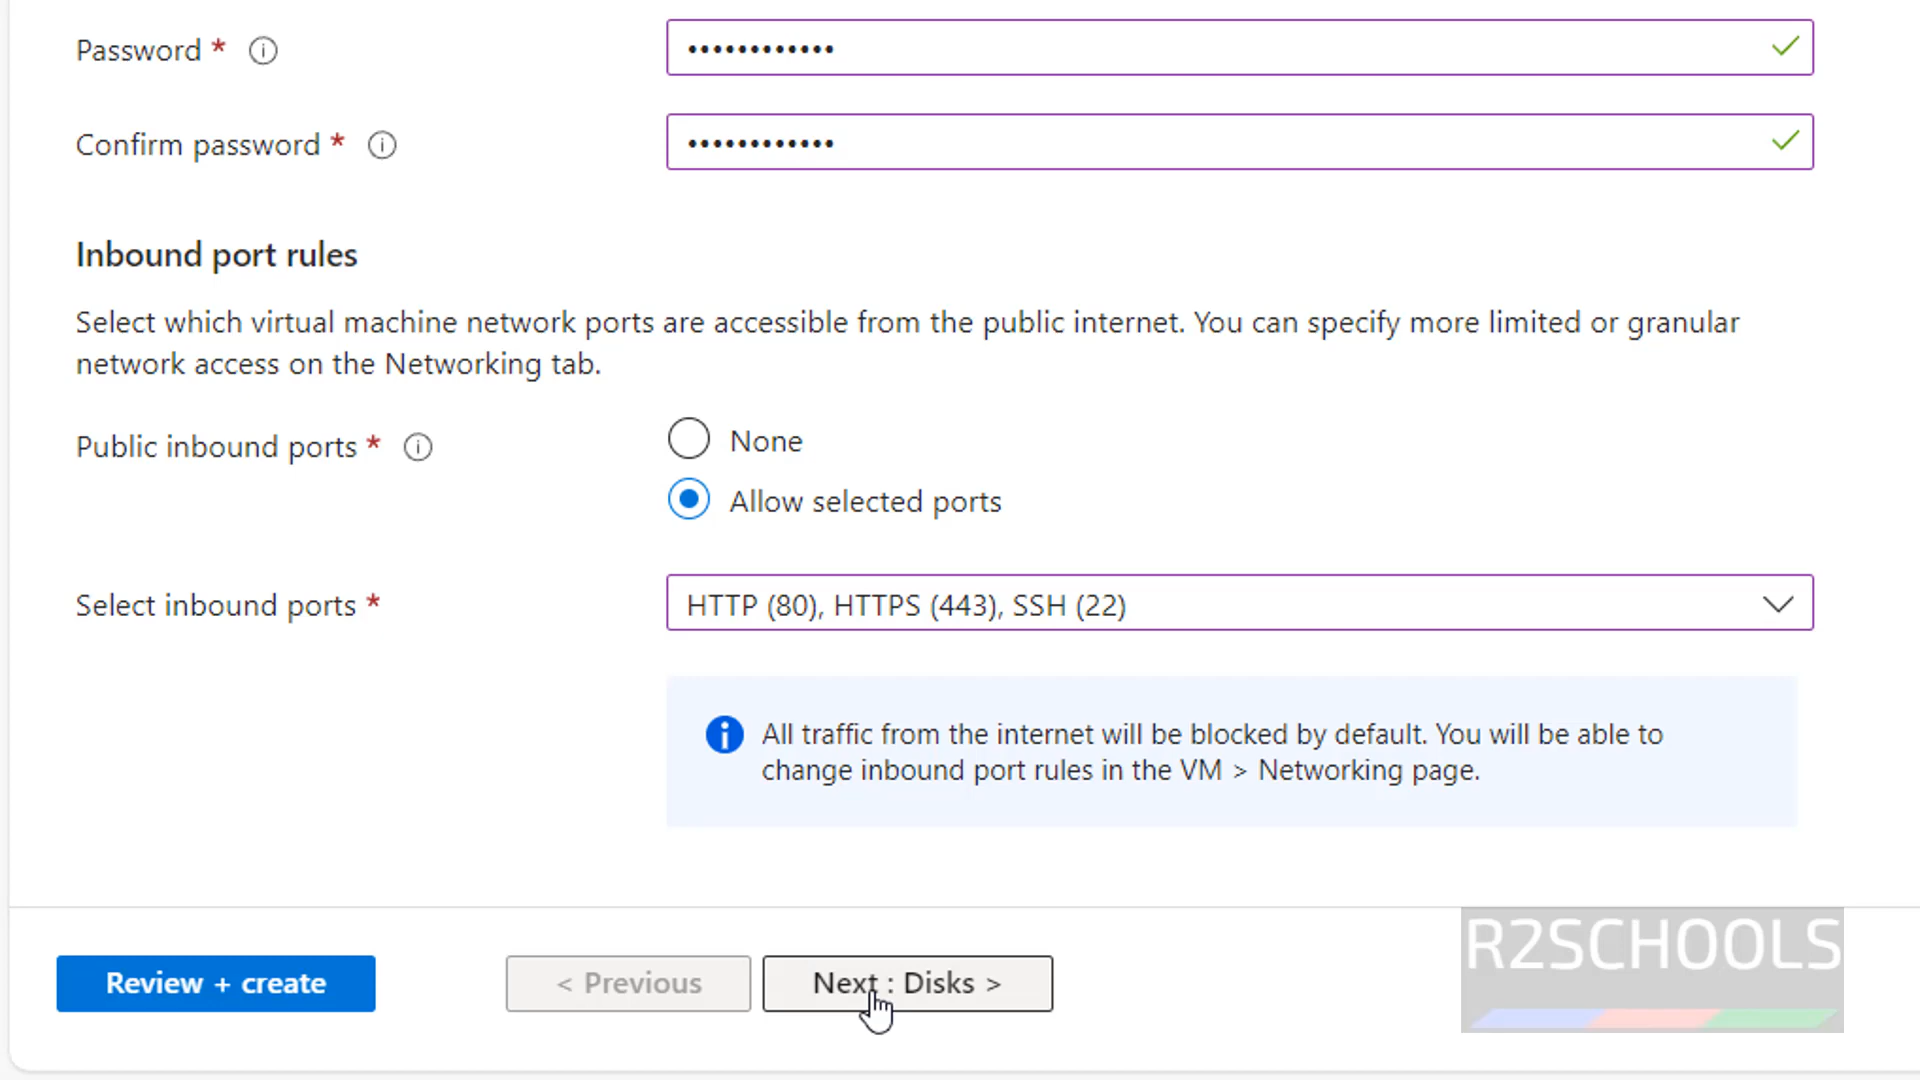 Password *
••••••••••••
Confirm password *
••••••••••••
Inbound port rules
Select which virtual machine network ports are accessible from the public internet. You can specify more limited or granular
network access on the Networking tab.
Public inbound ports *
None
Allow selected ports
Select inbound ports *
HTTP (80), HTTPS (443), SSH (22)
All traffic from the internet will be blocked by default. You will be able to
change inbound port rules in the VM > Networking page.
R2SCHOOLS
Review + create
< Previous
Next : Disks >